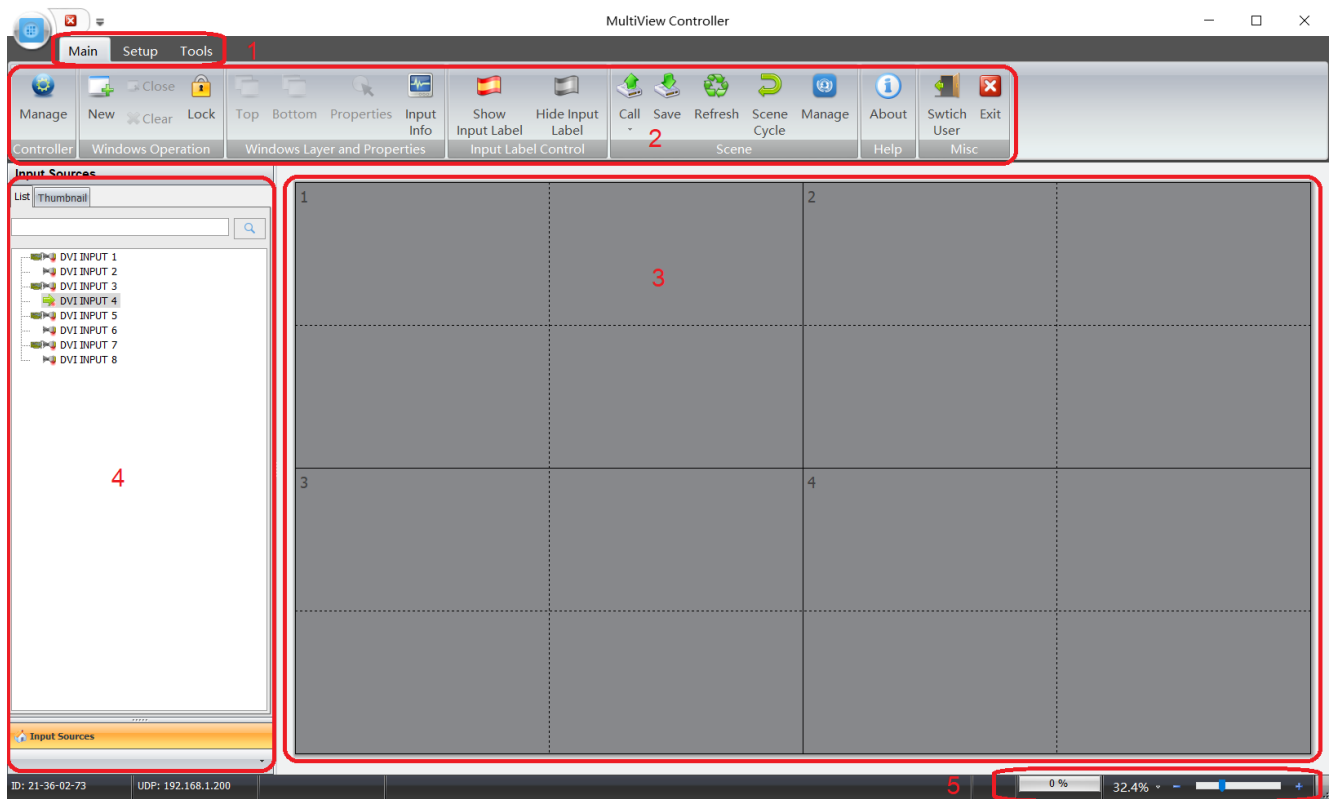 MultiView Controller
Main Setup Tools 1
Manage New Close Clear Lock Top Bottom Properties Input Info Show Input Label Hide Input Label Call Save Refresh Scene Cycle Manage About Swtich User Exit
2
Controller Windows Operation Windows Layer and Properties Input Label Control Scene Help Misc
Input Sources
List Thumbnail
1 2
DVI INPUT 1
DVI INPUT 2
DVI INPUT 3
DVI INPUT 4
DVI INPUT 5
DVI INPUT 6
DVI INPUT 7
DVI INPUT 8
3
4
3 4
Input Sources
ID: 21-36-02-73 UDP: 192.168.1.200 5 0 % 32.4% - +